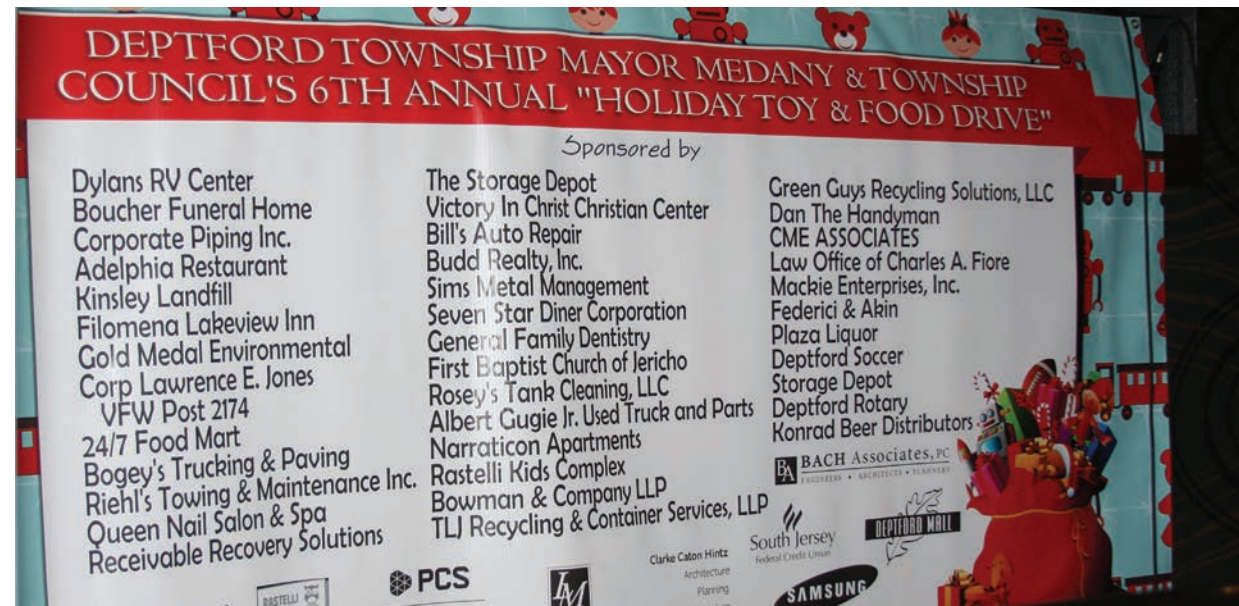 DEPTFORD TOWNSHIP MAYOR MEDANY & TOWNSHIP
COUNCIL'S 6TH ANNUAL "HOLIDAY TOY & FOOD DRIVE"
Sponsored by
Dylans RV Center
Boucher Funeral Home
Corporate Piping Inc.
Adelphia Restaurant
Kinsley Landfill
Filomena Lakeview Inn
Gold Medal Environmental
Corp Lawrence E. Jones
VFW Post 2174
24/7 Food Mart
Bogey's Trucking & Paving
Riehl's Towing & Maintenance Inc.
Queen Nail Salon & Spa
Receivable Recovery Solutions
The Storage Depot
Victory In Christ Christian Center
Bill's Auto Repair
Budd Realty, Inc.
Sims Metal Management
Seven Star Diner Corporation
General Family Dentistry
First Baptist Church of Jericho
Rosey's Tank Cleaning, LLC
Albert Gugie Jr. Used Truck and Parts
Narraticon Apartments
Rastelli Kids Complex
Bowman & Company LLP
TLJ Recycling & Container Services, LLP
Green Guys Recycling Solutions, LLC
Dan The Handyman
CME ASSOCIATES
Law Office of Charles A. Fiore
Mackie Enterprises, Inc.
Federici & Akin
Plaza Liquor
Deptford Soccer
Storage Depot
Deptford Rotary
Konrad Beer Distributors
BA BACH Associates, PC
ENGINEERS • ARCHITECTS • PLANNERS
RASTELLI
PCS
LM
Clarke Caton Hintz
Architecture
Planning
South Jersey
Federal Credit Union
DEPTFORD MALL
SAMSUNG